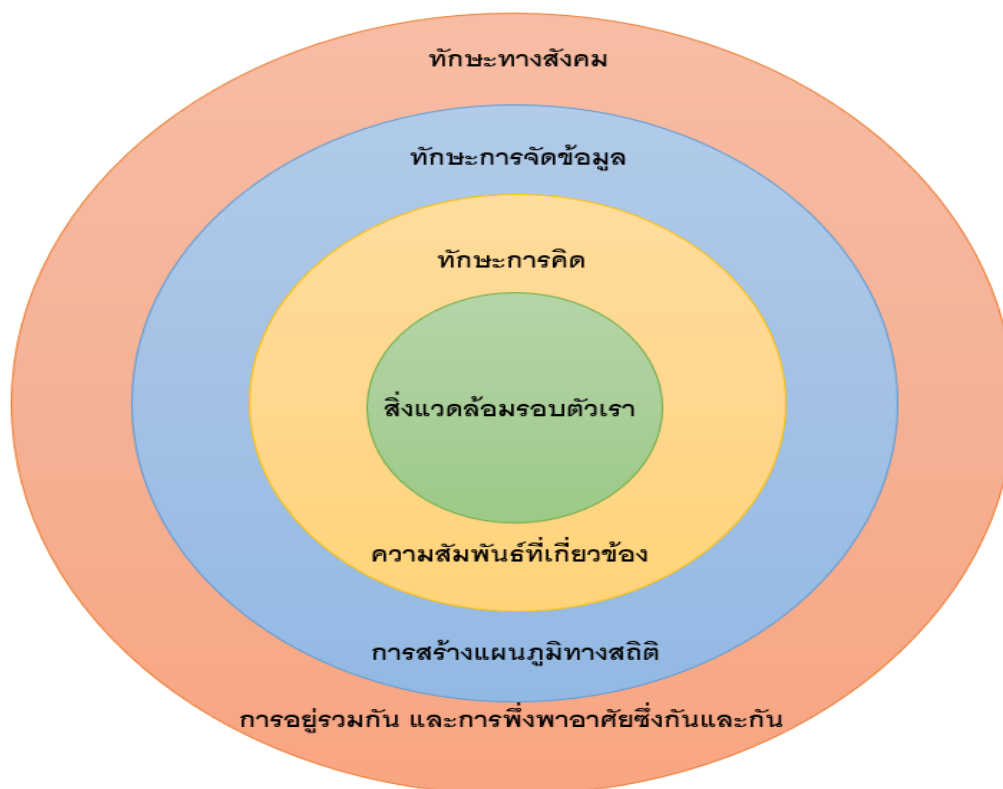 ทักษะทางสังคม
ทักษะการจัดข้อมูล
ทักษะการคิด
สิ่งแวดล้อมรอบตัวเรา
ความสัมพันธ์ที่เกี่ยวข้อง
การสร้างแผนภูมิทางสถิติ
การอยู่รวมกัน และการพึ่งพาอาศัยซึ่งกันและกัน